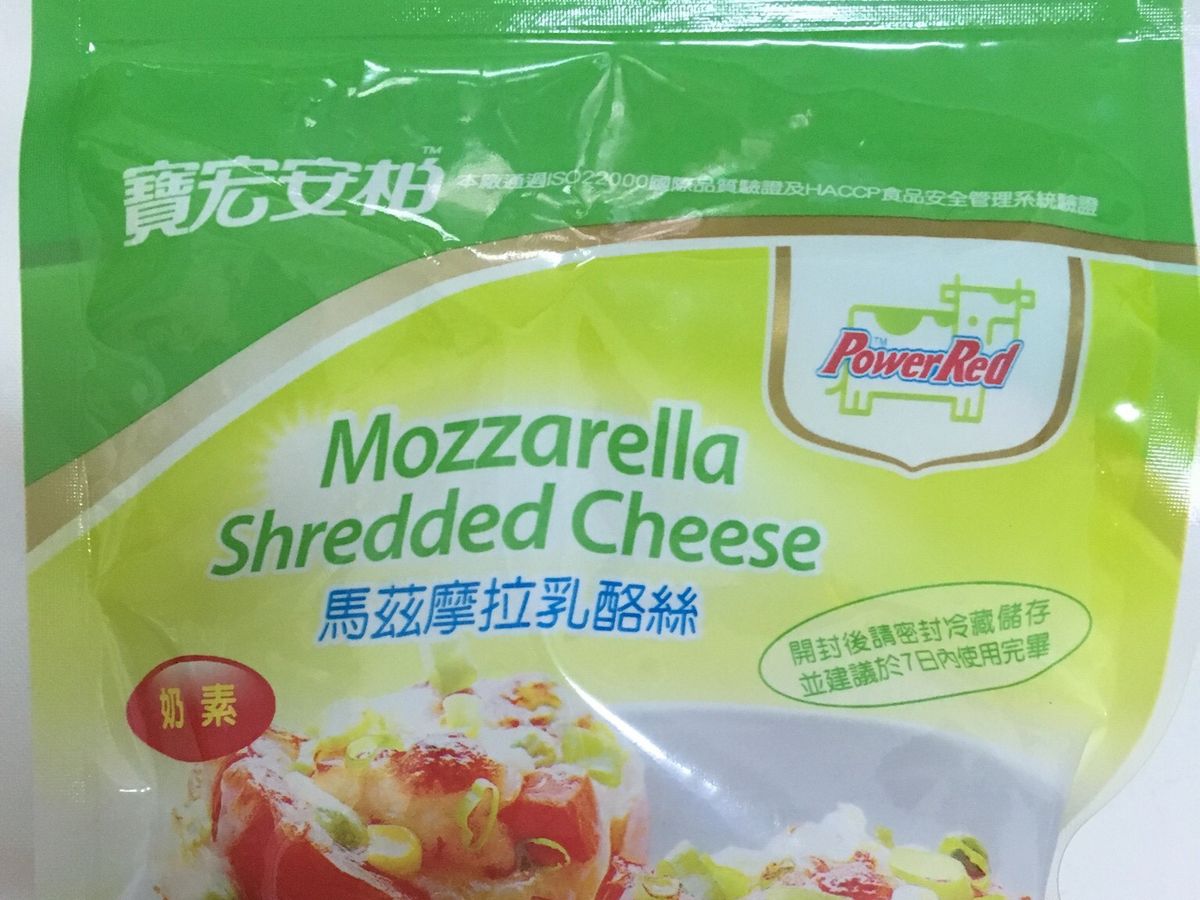 寶宏安柏™
本廠通過ISO22000國際品質驗證及HACCP食品安全管理系統驗證
PowerRed™
Mozzarella
Shredded Cheese
馬茲摩拉乳酪絲
開封後請密封冷藏儲存
並建議於7日內使用完畢
奶素